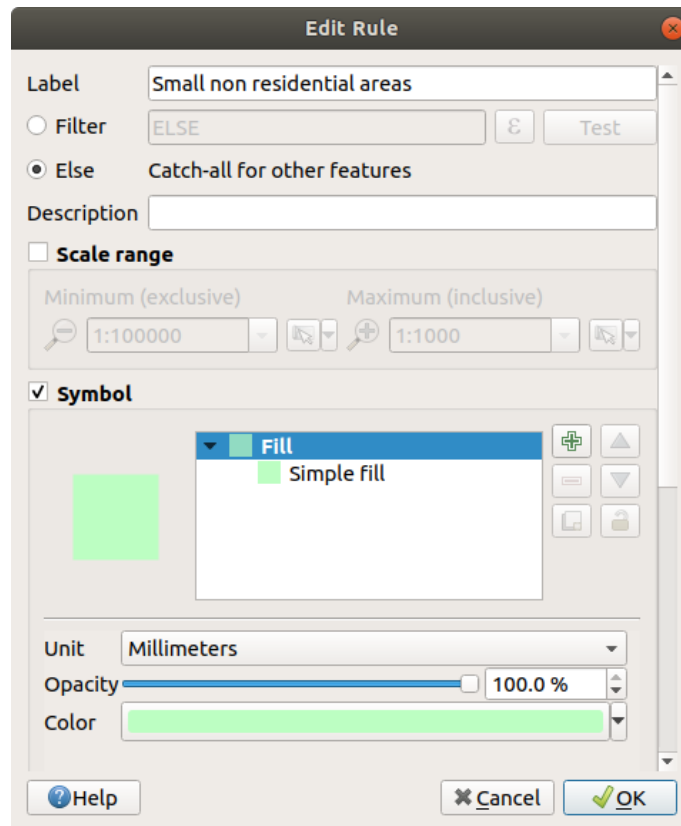 Edit Rule
Label Small non residential areas
Filter ELSE ε Test
Else Catch-all for other features
Description
Scale range
Minimum (exclusive) Maximum (inclusive)
1:100000 1:1000
Symbol
Fill
Simple fill
Unit Millimeters
Opacity 100.0 %
Color
Help Cancel OK